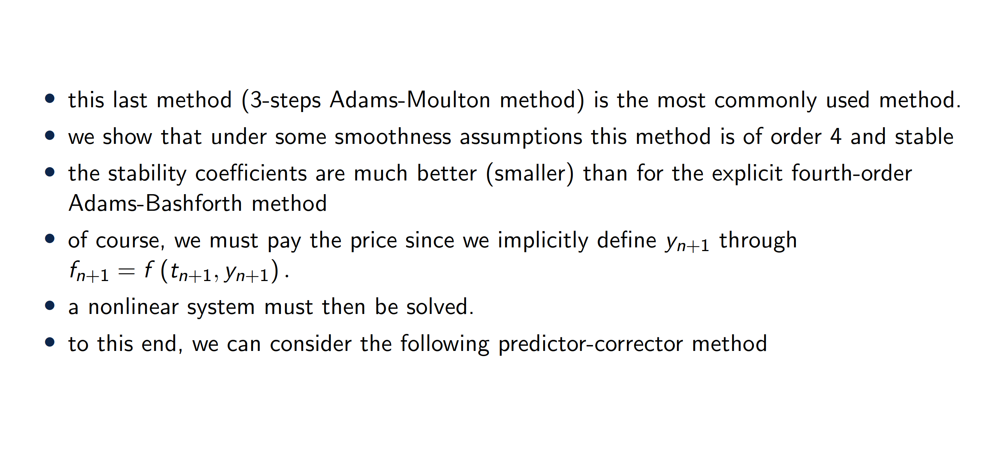 • this last method (3-steps Adams-Moulton method) is the most commonly used method.
• we show that under some smoothness assumptions this method is of order 4 and stable
• the stability coefficients are much better (smaller) than for the explicit fourth-order
Adams-Bashforth method
• of course, we must pay the price since we implicitly define $y_{n+1}$ through
$f_{n+1} = f\left(t_{n+1}, y_{n+1}\right).$
• a nonlinear system must then be solved.
• to this end, we can consider the following predictor-corrector method